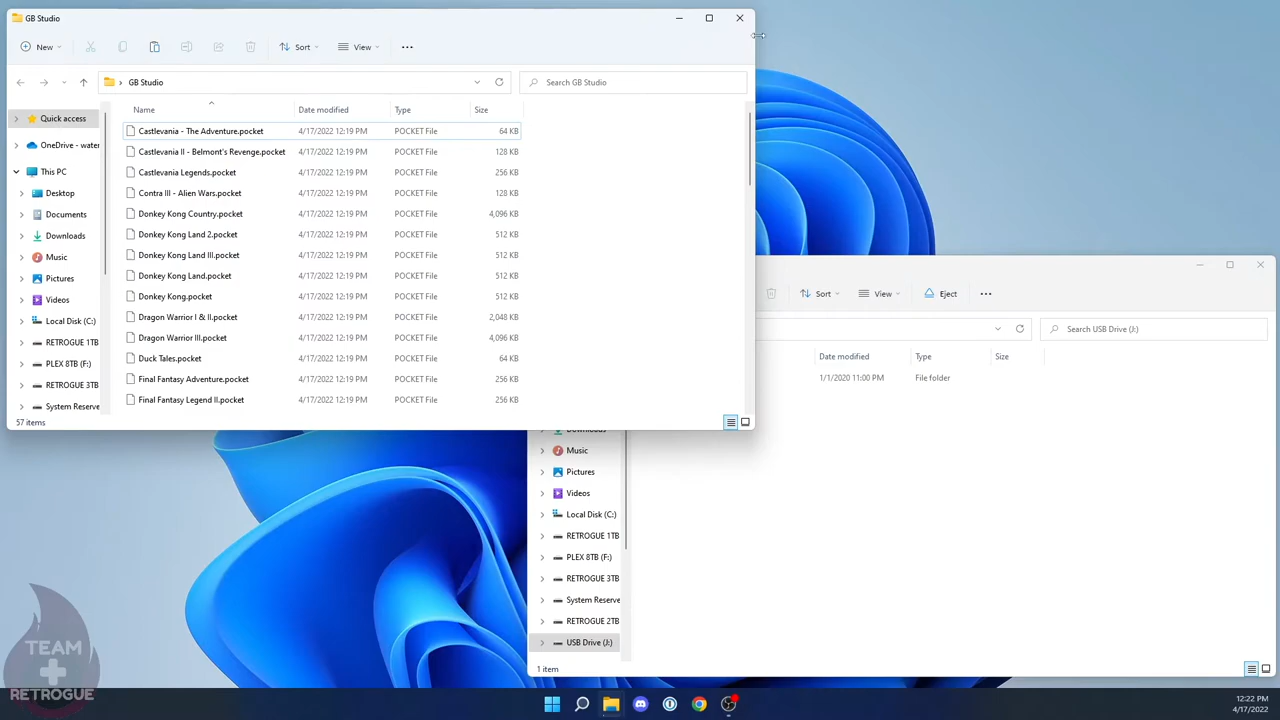 GB Studio
New
Sort
View
GB Studio
Search GB Studio
Name Date modified Type Size
Quick access
OneDrive - water
This PC
Desktop
Documents
Downloads
Music
Pictures
Videos
Local Disk (C:)
RETROGUE 1TB
PLEX 8TB (F:)
RETROGUE 3TB
System Reserve
Castlevania - The Adventure.pocket 4/17/2022 12:19 PM POCKET File 64 KB
Castlevania II - Belmont's Revenge.pocket 4/17/2022 12:19 PM POCKET File 128 KB
Castlevania Legends.pocket 4/17/2022 12:19 PM POCKET File 256 KB
Contra III - Alien Wars.pocket 4/17/2022 12:19 PM POCKET File 128 KB
Donkey Kong Country.pocket 4/17/2022 12:19 PM POCKET File 4,096 KB
Donkey Kong Land 2.pocket 4/17/2022 12:19 PM POCKET File 512 KB
Donkey Kong Land III.pocket 4/17/2022 12:19 PM POCKET File 512 KB
Donkey Kong Land.pocket 4/17/2022 12:19 PM POCKET File 512 KB
Donkey Kong.pocket 4/17/2022 12:19 PM POCKET File 512 KB
Dragon Warrior I & II.pocket 4/17/2022 12:19 PM POCKET File 2,048 KB
Dragon Warrior III.pocket 4/17/2022 12:19 PM POCKET File 4,096 KB
Duck Tales.pocket 4/17/2022 12:19 PM POCKET File 64 KB
Final Fantasy Adventure.pocket 4/17/2022 12:19 PM POCKET File 256 KB
Final Fantasy Legend II.pocket 4/17/2022 12:19 PM POCKET File 256 KB
57 items
Sort
View
Eject
Search USB Drive (J:)
Date modified Type Size
1/1/2020 11:00 PM File folder
Downloads
Music
Pictures
Videos
Local Disk (C:)
RETROGUE 1TB
PLEX 8TB (F:)
RETROGUE 3TB
System Reserve
RETROGUE 2TB
USB Drive (J:)
1 item
TEAM
RETROGUE
12:22 PM
4/17/2022